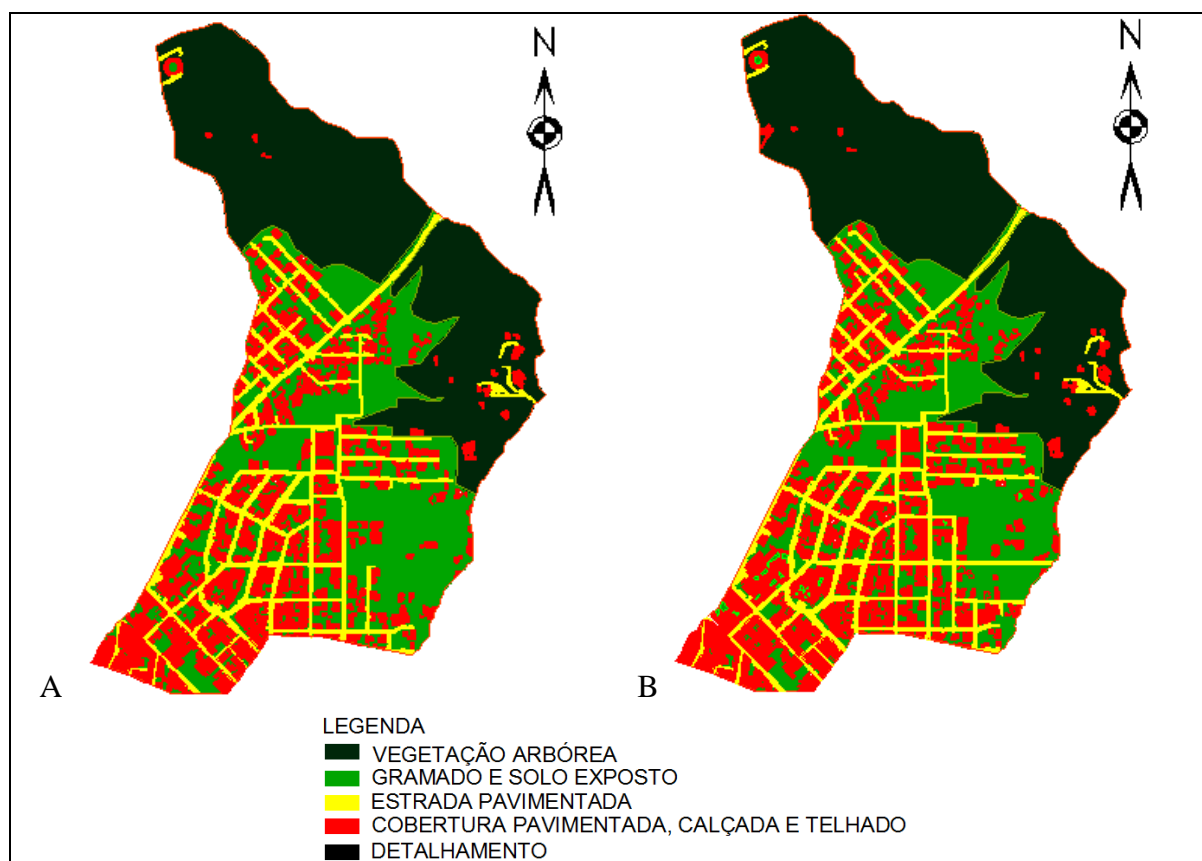 N
N
A
B
LEGENDA
VEGETAÇÃO ARBÓREA
GRAMADO E SOLO EXPOSTO
ESTRADA PAVIMENTADA
COBERTURA PAVIMENTADA, CALÇADA E TELHADO
DETALHAMENTO